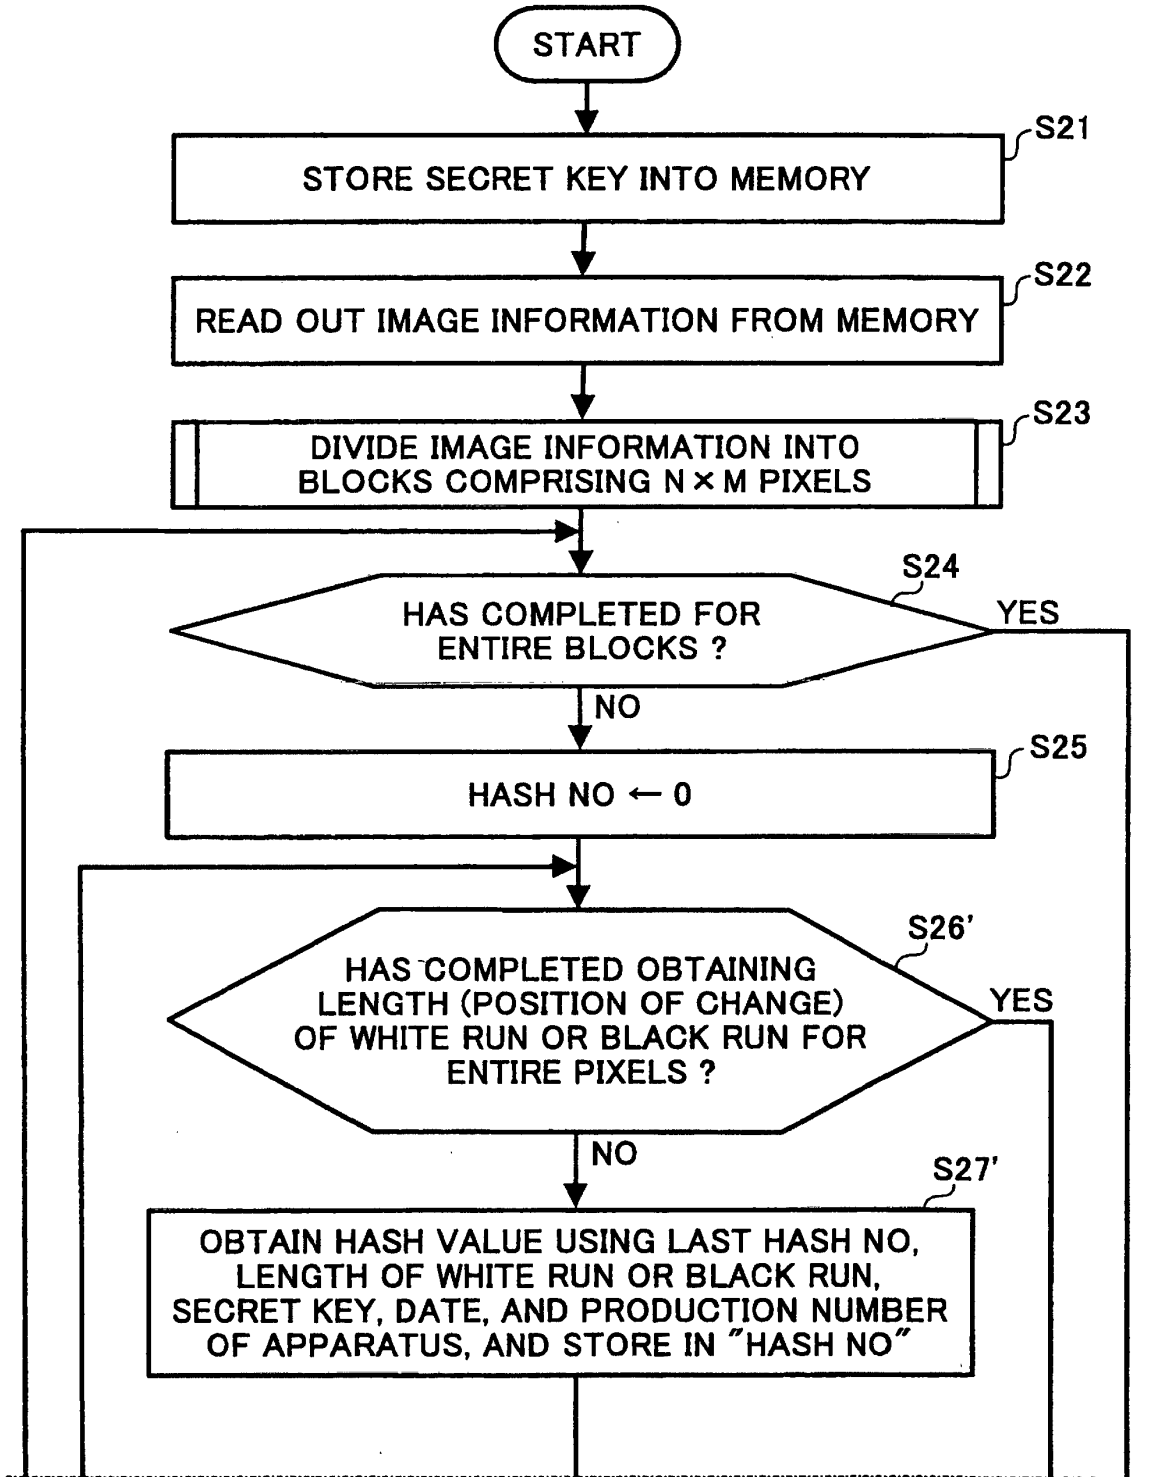 START
S21
STORE SECRET KEY INTO MEMORY
S22
READ OUT IMAGE INFORMATION FROM MEMORY
S23
DIVIDE IMAGE INFORMATION INTO
BLOCKS COMPRISING N × M PIXELS
S24
HAS COMPLETED FOR
ENTIRE BLOCKS ?
YES
NO
S25
HASH NO ← 0
S26'
HAS COMPLETED OBTAINING
LENGTH (POSITION OF CHANGE)
OF WHITE RUN OR BLACK RUN FOR
ENTIRE PIXELS ?
YES
NO
S27'
OBTAIN HASH VALUE USING LAST HASH NO,
LENGTH OF WHITE RUN OR BLACK RUN,
SECRET KEY, DATE, AND PRODUCTION NUMBER
OF APPARATUS, AND STORE IN "HASH NO"